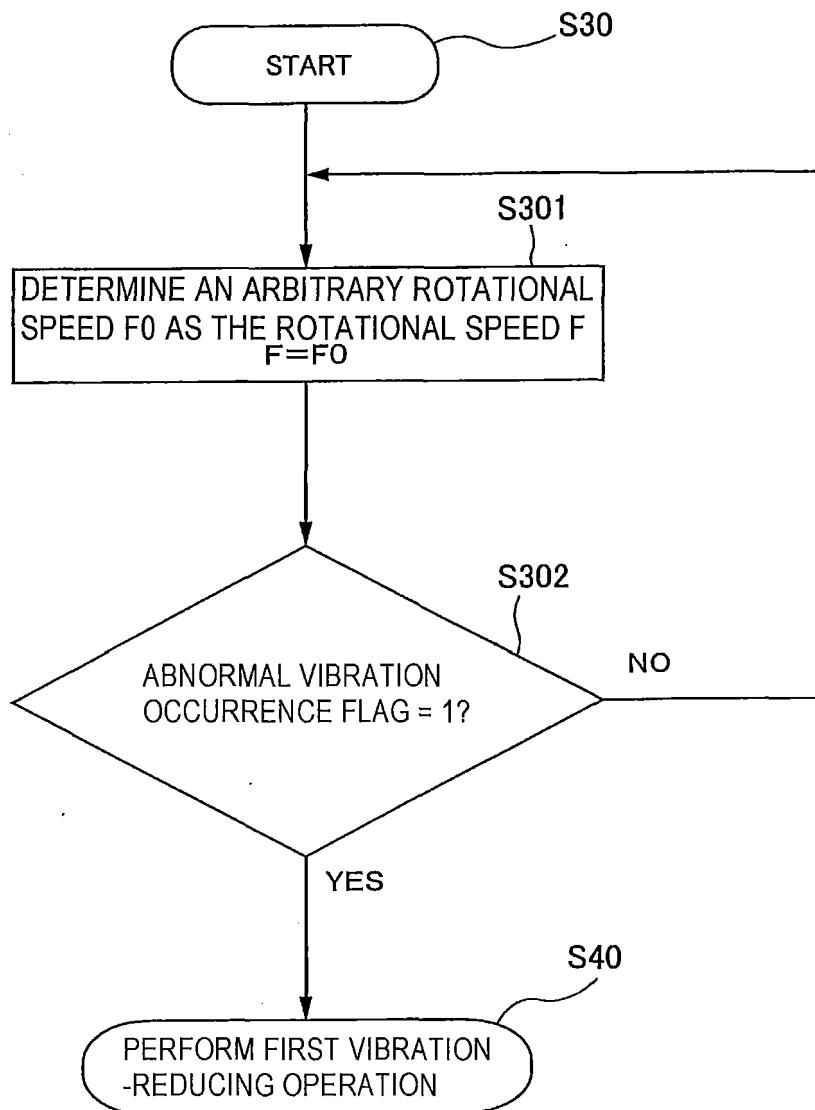 S30
START
S301
DETERMINE AN ARBITRARY ROTATIONAL
SPEED F0 AS THE ROTATIONAL SPEED F
F=F0
S302
ABNORMAL VIBRATION
OCCURRENCE FLAG = 1?
NO
YES
S40
PERFORM FIRST VIBRATION
-REDUCING OPERATION